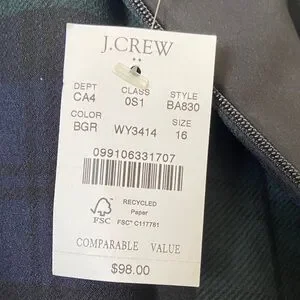 J.CREW
DEPT CLASS STYLE
CA4 0S1 BA830
COLOR SIZE
BGR WY3414 16
099106331707
RECYCLED
Paper
FSC FSC® C117781
COMPARABLE VALUE
$98.00